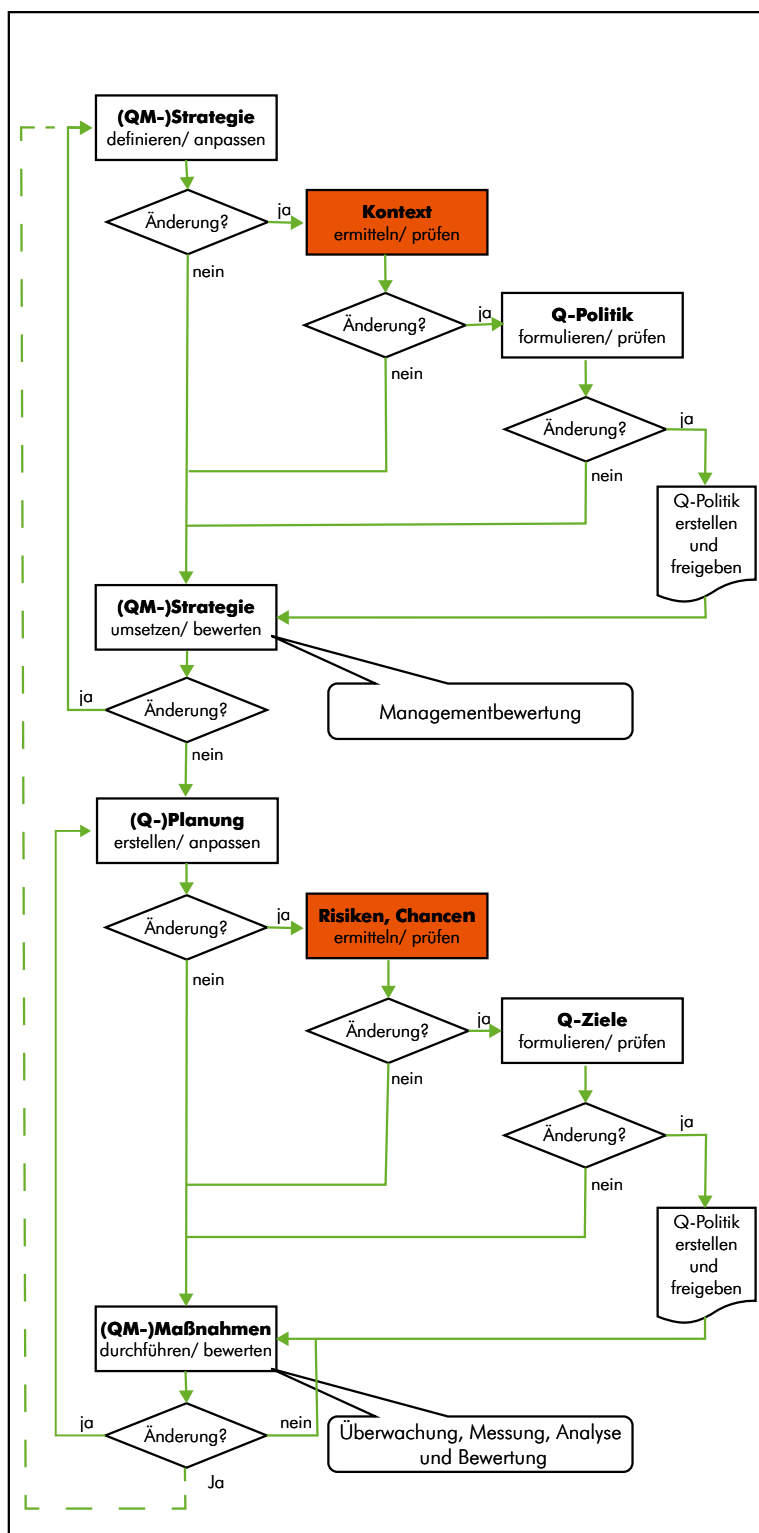 (QM-)Strategie
definieren/ anpassen
Änderung?
ja
nein
Kontext
ermitteln/ prüfen
Änderung?
ja
nein
Q-Politik
formulieren/ prüfen
Änderung?
ja
nein
Q-Politik
erstellen
und
freigeben
(QM-)Strategie
umsetzen/ bewerten
Managementbewertung
ja
Änderung?
nein
(Q-)Planung
erstellen/ anpassen
Änderung?
ja
nein
Risiken, Chancen
ermitteln/ prüfen
Änderung?
ja
nein
Q-Ziele
formulieren/ prüfen
Änderung?
ja
nein
Q-Politik
erstellen
und
freigeben
(QM-)Maßnahmen
durchführen/ bewerten
ja
Änderung?
nein
Ja
Überwachung, Messung, Analyse
und Bewertung